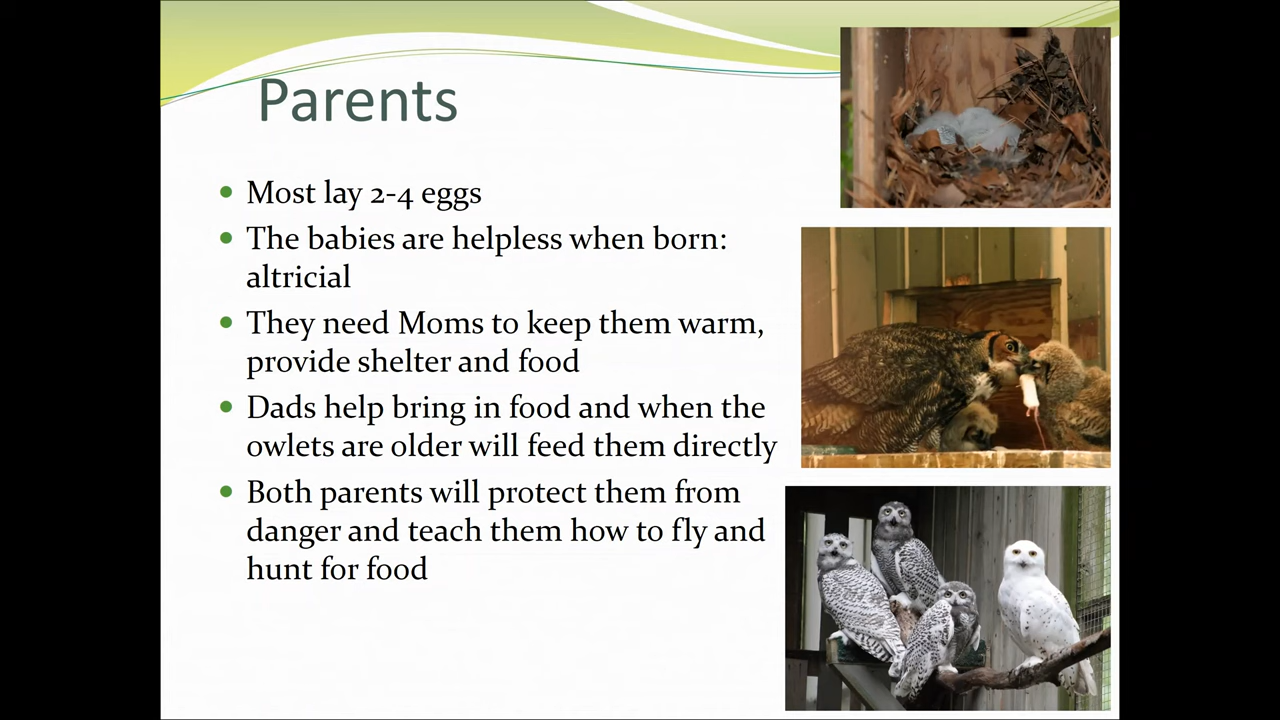 Parents
Most lay 2-4 eggs
The babies are helpless when born:
altricial
They need Moms to keep them warm,
provide shelter and food
Dads help bring in food and when the
owlets are older will feed them directly
Both parents will protect them from
danger and teach them how to fly and
hunt for food